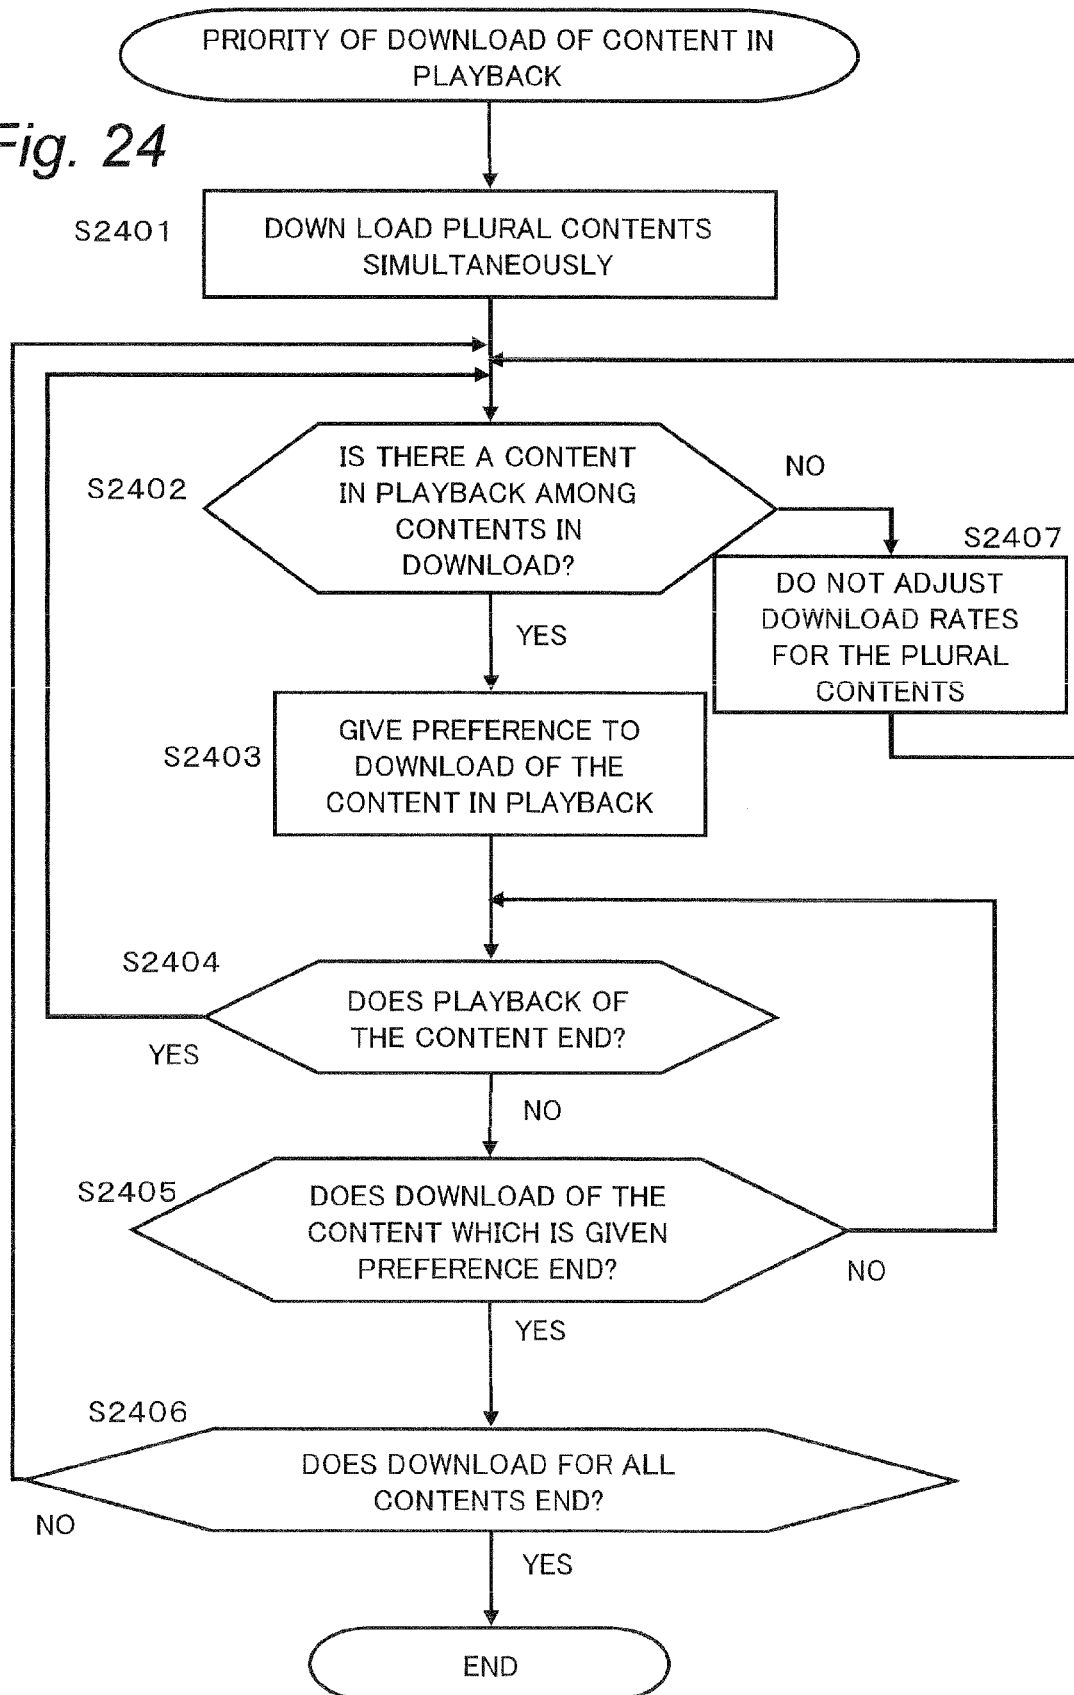 PRIORITY OF DOWNLOAD OF CONTENT IN
PLAYBACK
Fig. 24
S2401
DOWN LOAD PLURAL CONTENTS
SIMULTANEOUSLY
S2402
IS THERE A CONTENT
IN PLAYBACK AMONG
CONTENTS IN
DOWNLOAD?
NO
YES
S2407
DO NOT ADJUST
DOWNLOAD RATES
FOR THE PLURAL
CONTENTS
S2403
GIVE PREFERENCE TO
DOWNLOAD OF THE
CONTENT IN PLAYBACK
S2404
DOES PLAYBACK OF
THE CONTENT END?
YES
NO
S2405
DOES DOWNLOAD OF THE
CONTENT WHICH IS GIVEN
PREFERENCE END?
NO
YES
S2406
DOES DOWNLOAD FOR ALL
CONTENTS END?
NO
YES
END